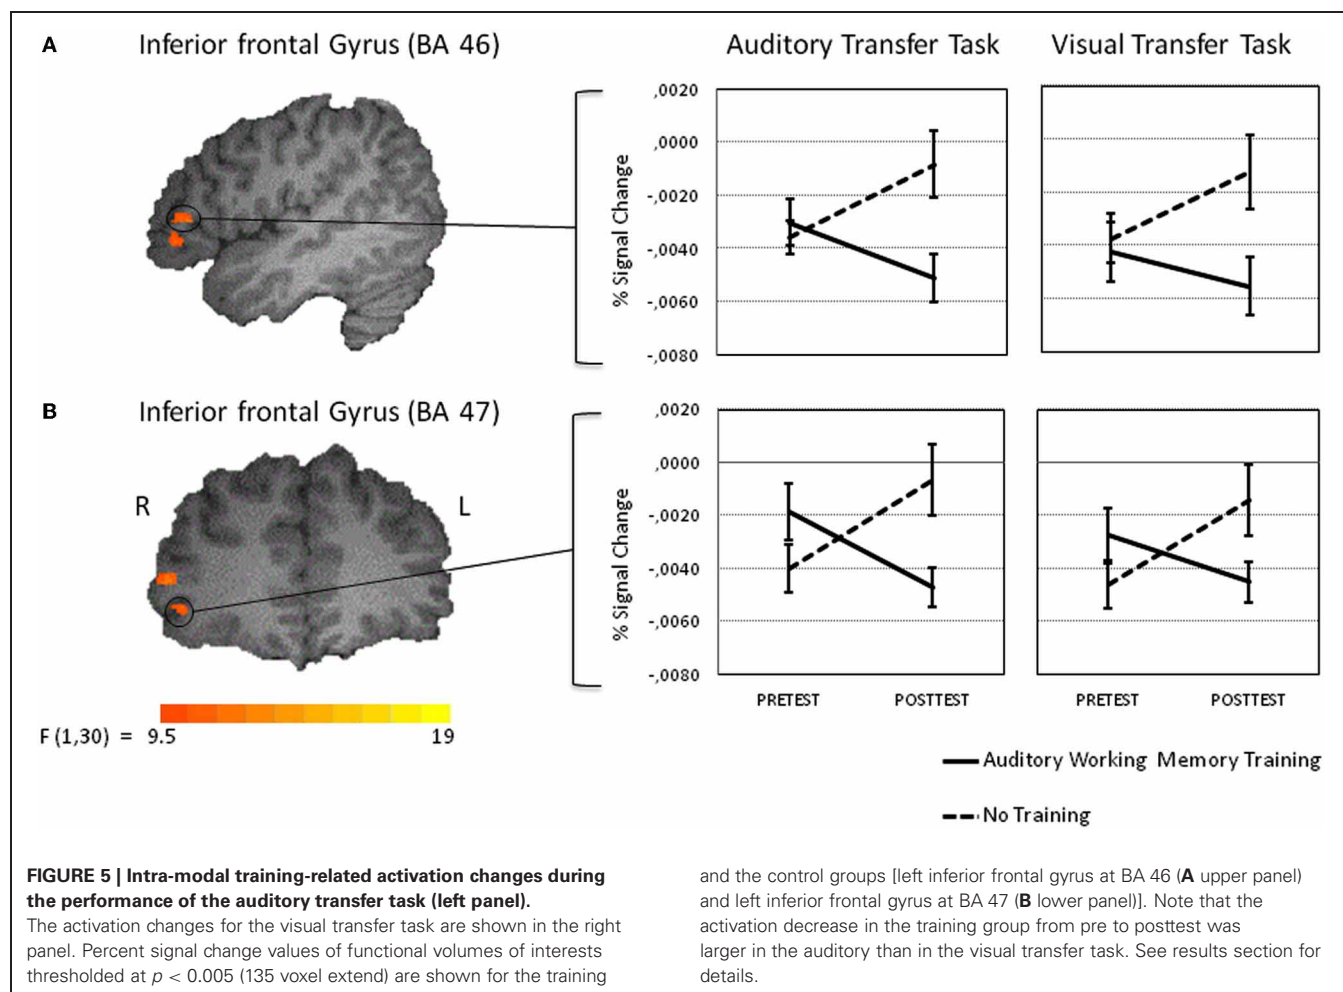 A
Inferior frontal Gyrus (BA 46)
Auditory Transfer Task
Visual Transfer Task
% Signal Change
,0020
,0000
-,0020
-,0040
-,0060
-,0080
B
Inferior frontal Gyrus (BA 47)
R
L
% Signal Change
,0020
,0000
-,0020
-,0040
-,0060
-,0080
PRETEST
POSTTEST
PRETEST
POSTTEST
F (1,30) = 9.5
19
Auditory Working Memory Training
No Training
FIGURE 5 | Intra-modal training-related activation changes during
the performance of the auditory transfer task (left panel).
The activation changes for the visual transfer task are shown in the right
panel. Percent signal change values of functional volumes of interests
thresholded at p < 0.005 (135 voxel extend) are shown for the training
and the control groups [left inferior frontal gyrus at BA 46 (A upper panel)
and left inferior frontal gyrus at BA 47 (B lower panel)]. Note that the
activation decrease in the training group from pre to posttest was
larger in the auditory than in the visual transfer task. See results section for
details.